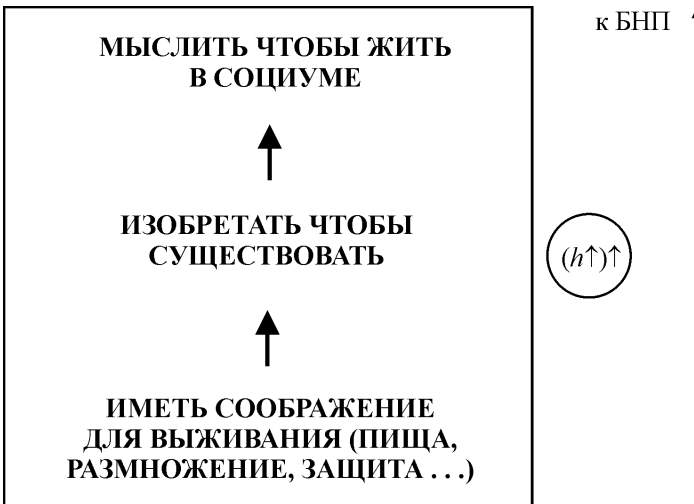 к БНП
МЫСЛИТЬ ЧТОБЫ ЖИТЬ
В СОЦИУМЕ
ИЗОБРЕТАТЬ ЧТОБЫ
СУЩЕСТВОВАТЬ
(h↑)↑
ИМЕТЬ СООБРАЖЕНИЕ
ДЛЯ ВЫЖИВАНИЯ (ПИЩА,
РАЗМНОЖЕНИЕ, ЗАЩИТА . . .)